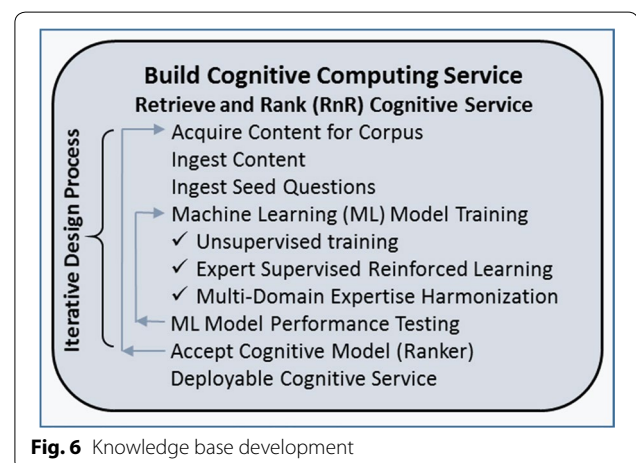 Build Cognitive Computing Service
Retrieve and Rank (RnR) Cognitive Service
Iterative Design Process
Acquire Content for Corpus
Ingest Content
Ingest Seed Questions
Machine Learning (ML) Model Training
✓ Unsupervised training
✓ Expert Supervised Reinforced Learning
✓ Multi-Domain Expertise Harmonization
ML Model Performance Testing
Accept Cognitive Model (Ranker)
Deployable Cognitive Service
Fig. 6 Knowledge base development